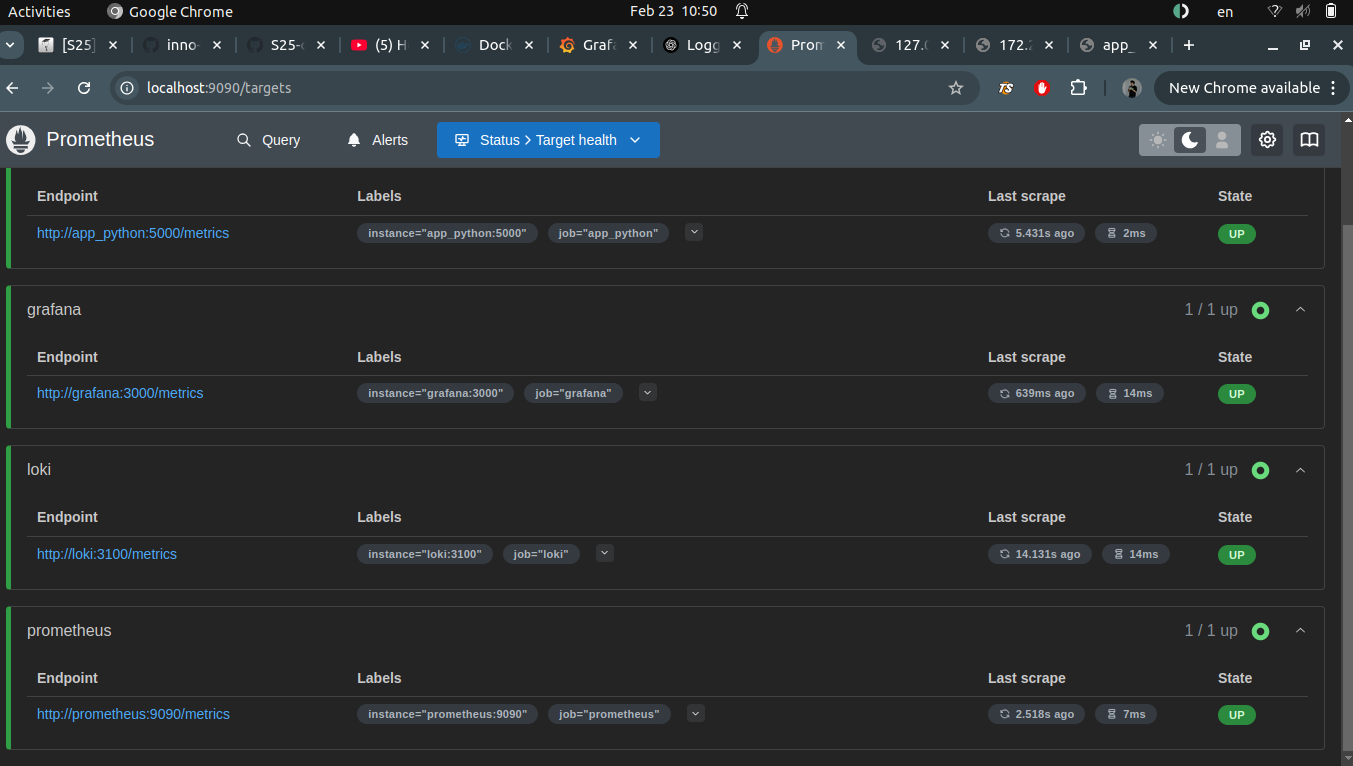 Activities Google Chrome Feb 23 10:50 en
[S25] inno- S25- (5) H Dock Grafa Logg Prom 127.0 172.2 app_
localhost:9090/targets New Chrome available
Prometheus Query Alerts Status > Target health
Endpoint Labels Last scrape State
http://app_python:5000/metrics instance="app_python:5000" job="app_python" 5.431s ago 2ms UP
grafana 1 / 1 up
Endpoint Labels Last scrape State
http://grafana:3000/metrics instance="grafana:3000" job="grafana" 639ms ago 14ms UP
loki 1 / 1 up
Endpoint Labels Last scrape State
http://loki:3100/metrics instance="loki:3100" job="loki" 14.131s ago 14ms UP
prometheus 1 / 1 up
Endpoint Labels Last scrape State
http://prometheus:9090/metrics instance="prometheus:9090" job="prometheus" 2.518s ago 7ms UP